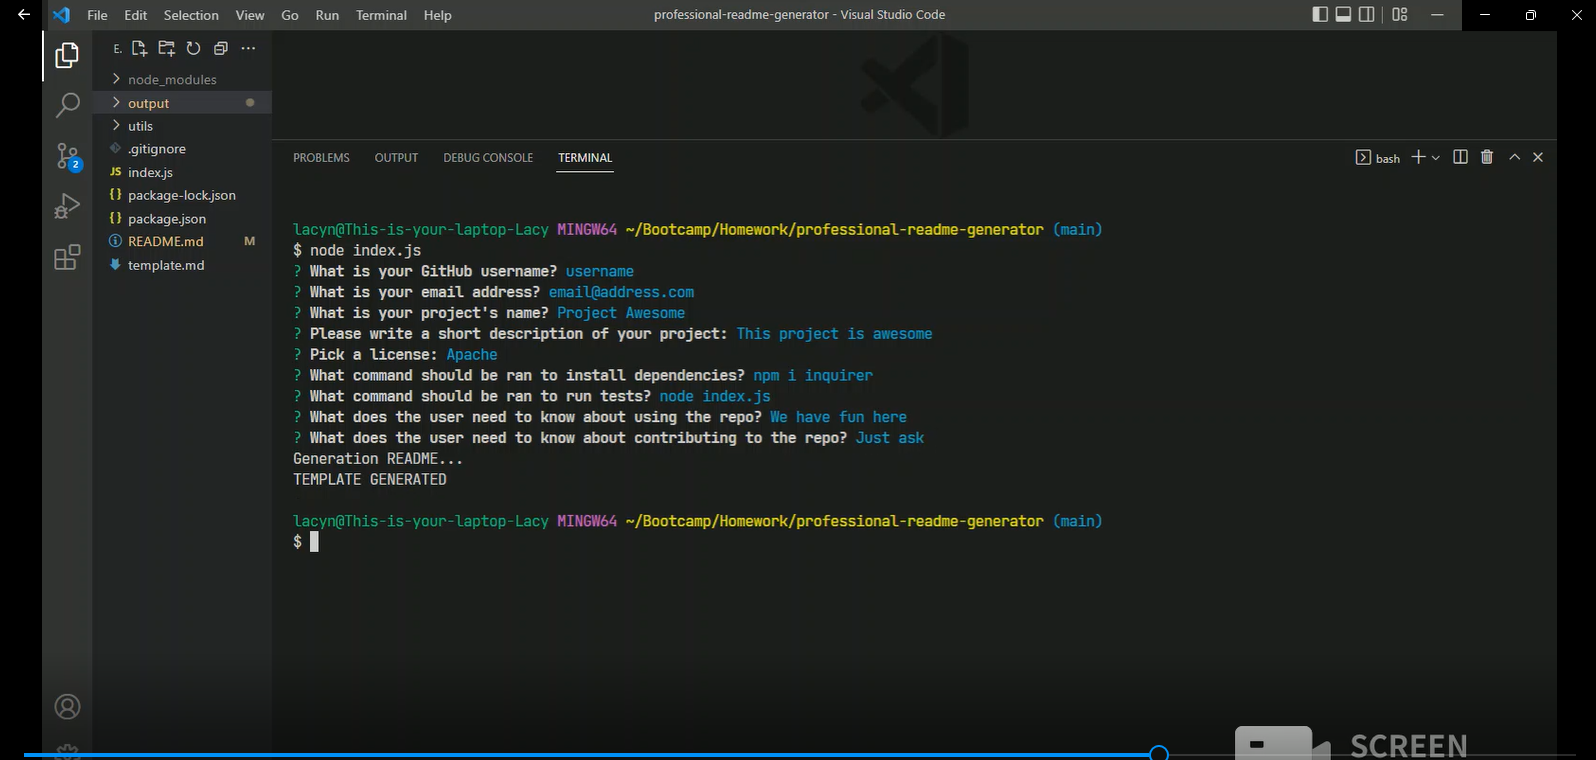 File Edit Selection View Go Run Terminal Help professional-readme-generator - Visual Studio Code
E.
node_modules
output
utils
.gitignore
JS index.js
{} package-lock.json
{} package.json
README.md M
template.md
2
PROBLEMS OUTPUT DEBUG CONSOLE TERMINAL bash
lacyn@This-is-your-laptop-Lacy MINGW64 ~/Bootcamp/Homework/professional-readme-generator (main)
$ node index.js
? What is your GitHub username? username
? What is your email address? email@address.com
? What is your project's name? Project Awesome
? Please write a short description of your project: This project is awesome
? Pick a license: Apache
? What command should be ran to install dependencies? npm i inquirer
? What command should be ran to run tests? node index.js
? What does the user need to know about using the repo? We have fun here
? What does the user need to know about contributing to the repo? Just ask
Generation README...
TEMPLATE GENERATED
lacyn@This-is-your-laptop-Lacy MINGW64 ~/Bootcamp/Homework/professional-readme-generator (main)
$
SCREEN